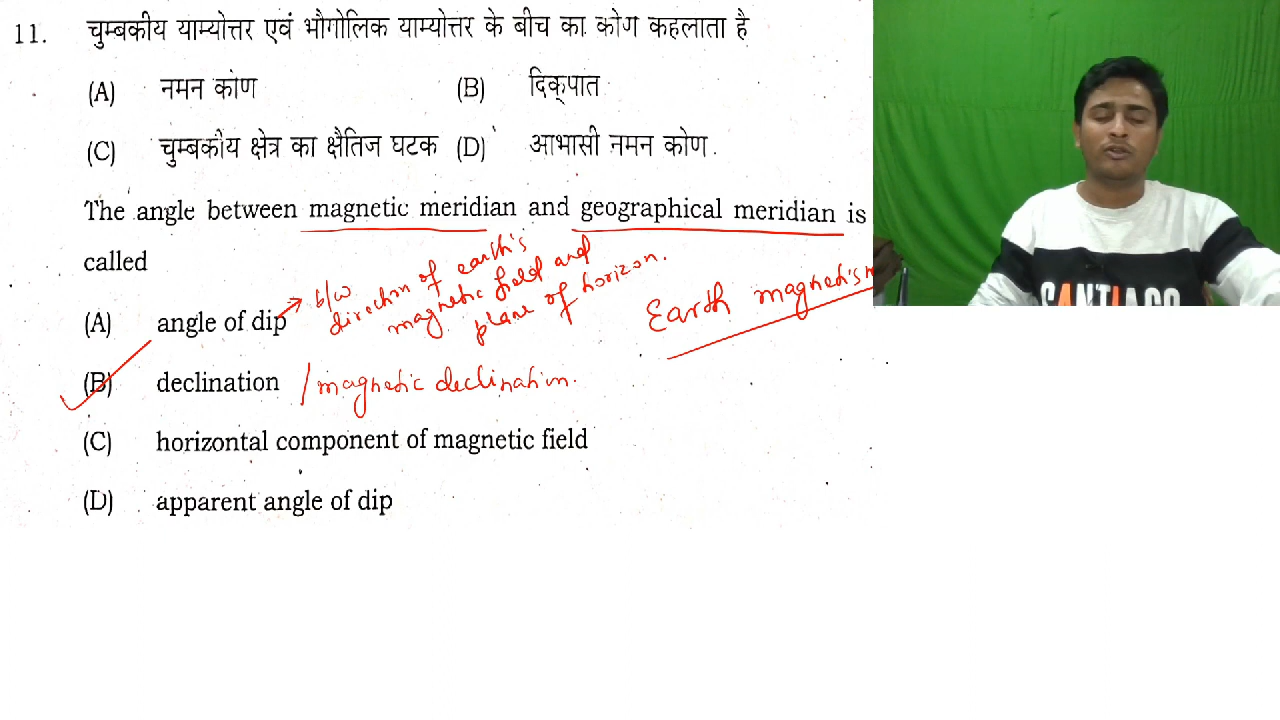 11. चुम्बकीय याम्योत्तर एवं भौगोलिक याम्योत्तर के बीच का कोण कहलाता है
(A) नमन कोण (B) दिक्पात
(C) चुम्बकीय क्षेत्र का क्षैतिज घटक (D) आभासी नमन कोण .
The angle between magnetic meridian and geographical meridian is
called
(A) angle of dip
b/w
direction of earth's
magnetic field and
plane of horizon.
Earth magnetism
(B) declination / magnetic declination.
(C) horizontal component of magnetic field
(D) apparent angle of dip
SANTIAGO